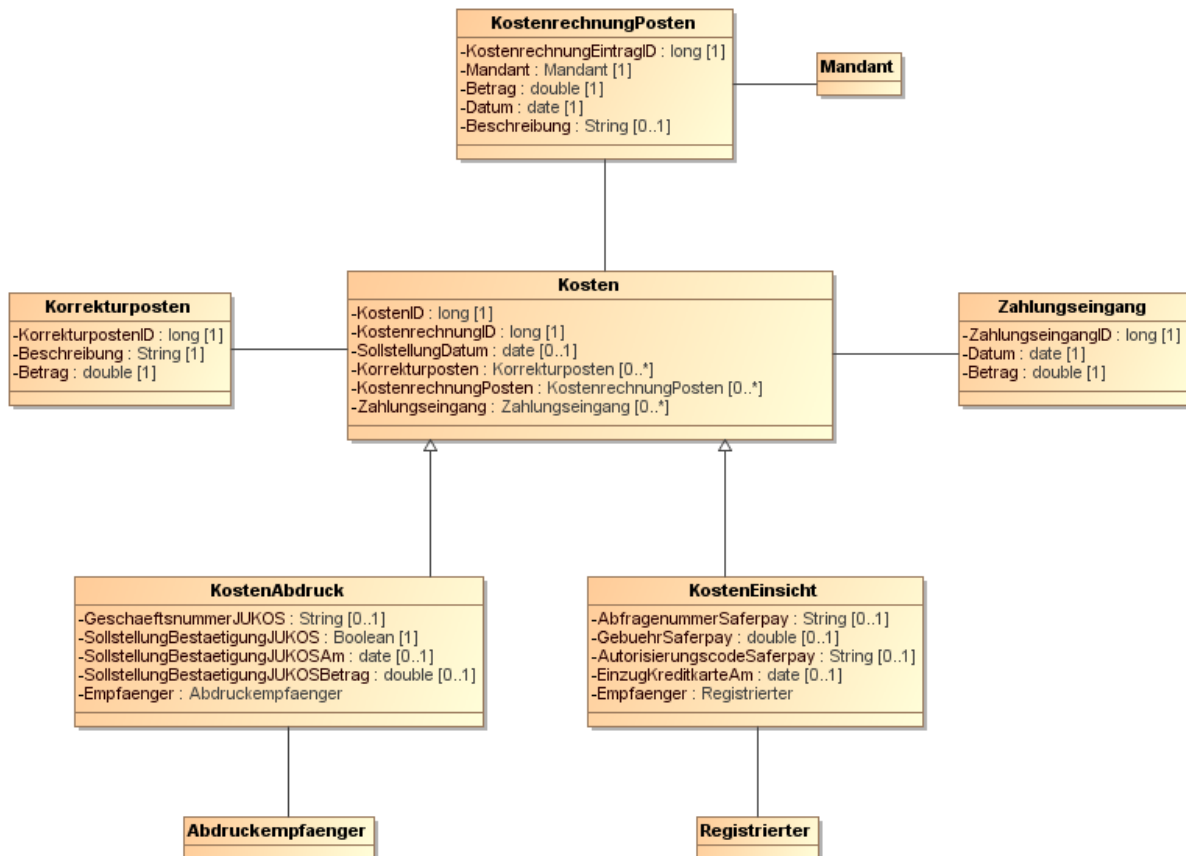 KostenrechnungPosten
-KostenrechnungEintragID : long [1]
-Mandant : Mandant [1]
-Betrag : double [1]
-Datum : date [1]
-Beschreibung : String [0..1]
Mandant
Korrekturposten
-KorrekturpostenID : long [1]
-Beschreibung : String [1]
-Betrag : double [1]
Kosten
-KostenID : long [1]
-KostenrechnungID : long [1]
-SollstellungDatum : date [0..1]
-Korrekturposten : Korrekturposten [0..*]
-KostenrechnungPosten : KostenrechnungPosten [0..*]
-Zahlungseingang : Zahlungseingang [0..*]
Zahlungseingang
-ZahlungseingangID : long [1]
-Datum : date [1]
-Betrag : double [1]
KostenAbdruck
-GeschaeftsnummerJUKOS : String [0..1]
-SollstellungBestaetigungJUKOS : Boolean [1]
-SollstellungBestaetigungJUKOSAm : date [0..1]
-SollstellungBestaetigungJUKOSBetrag : double [0..1]
-Empfaenger : Abdruckempfaenger
KostenEinsicht
-AbfragenummerSaferpay : String [0..1]
-GebuehrSaferpay : double [0..1]
-AutorisierungscodeSaferpay : String [0..1]
-EinzugKreditkarteAm : date [0..1]
-Empfaenger : Registrierter
Abdruckempfaenger
Registrierter